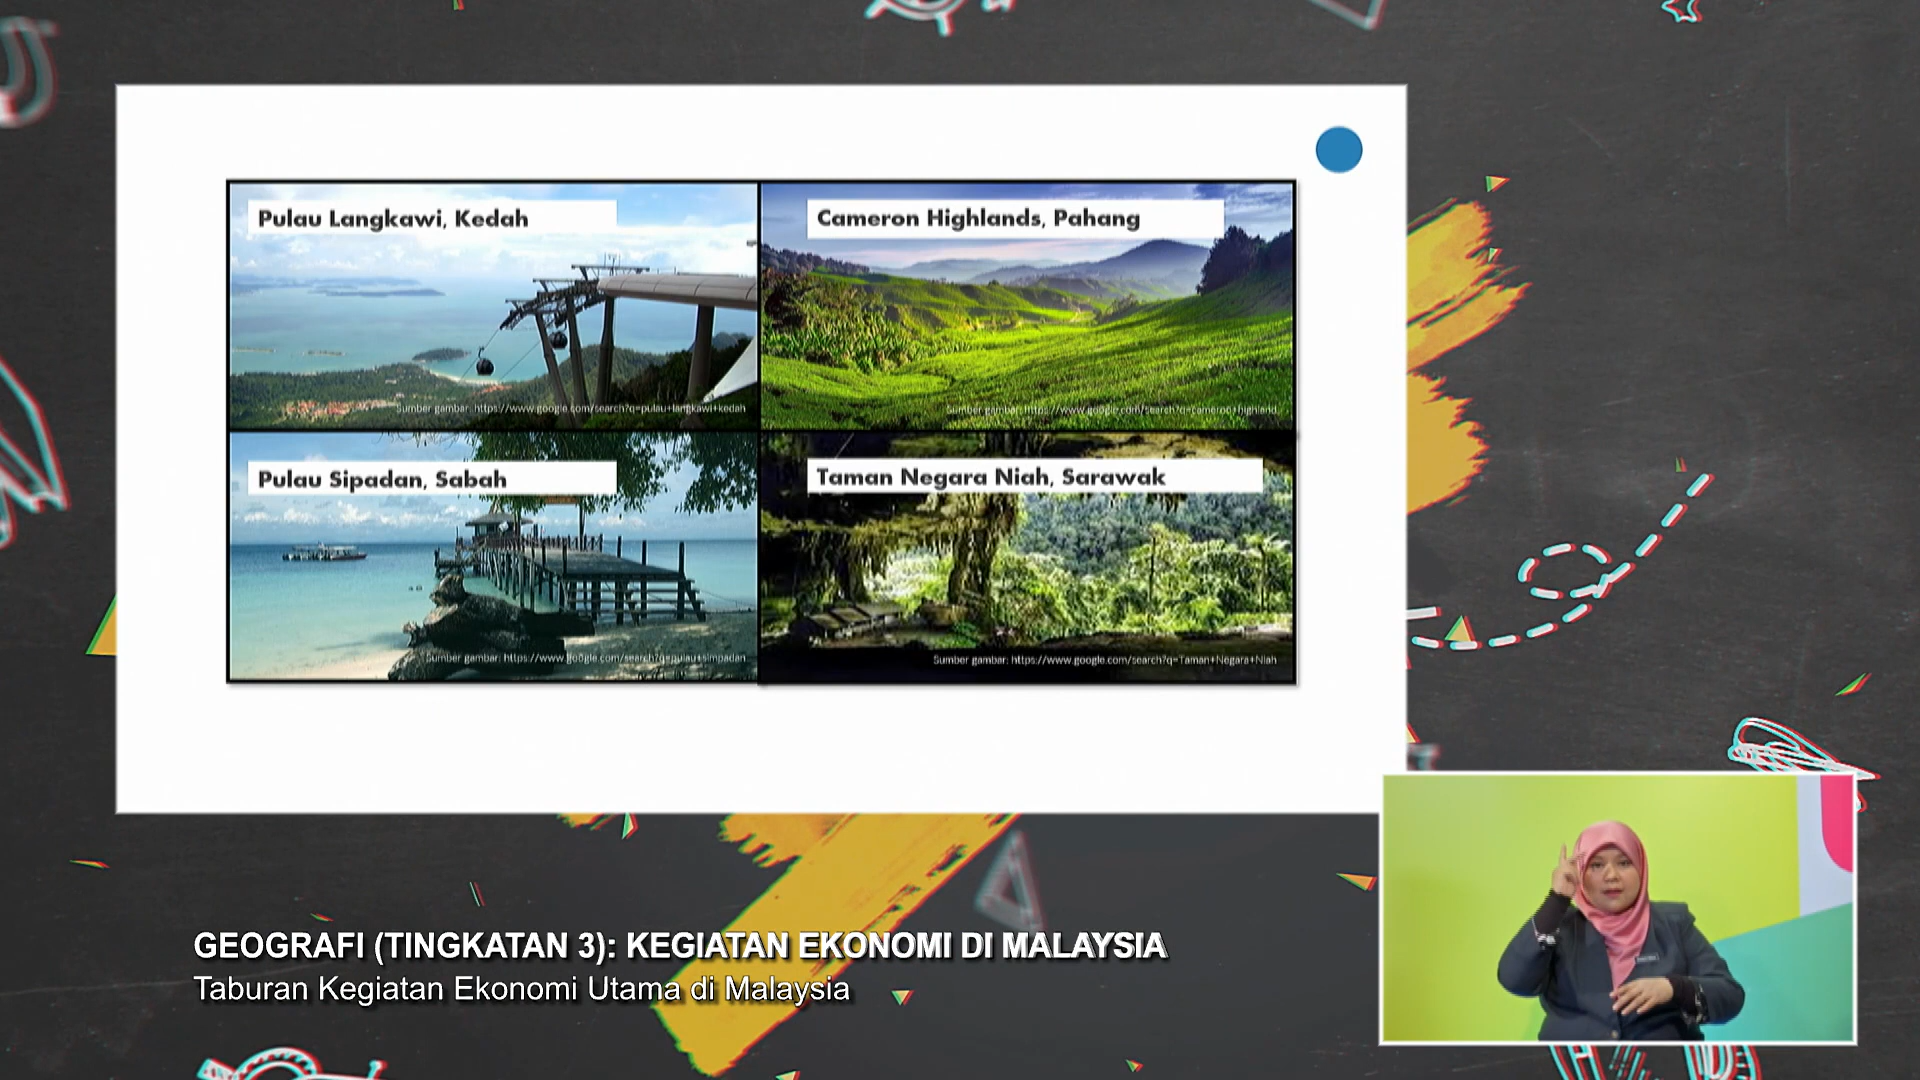 Pulau Langkawi, Kedah
Sumber gambar: https://www.google.com/search?q=pulau+langkawi+kedah
Cameron Highlands, Pahang
Sumber gambar: https://www.google.com/search?q=cameron+highland
Pulau Sipadan, Sabah
Sumber gambar: https://www.google.com/search?q=pulau+simpadan
Taman Negara Niah, Sarawak
Sumber gambar: https://www.google.com/search?q=Taman+Negara+Niah
GEOGRAFI (TINGKATAN 3): KEGIATAN EKONOMI DI MALAYSIA
Taburan Kegiatan Ekonomi Utama di Malaysia